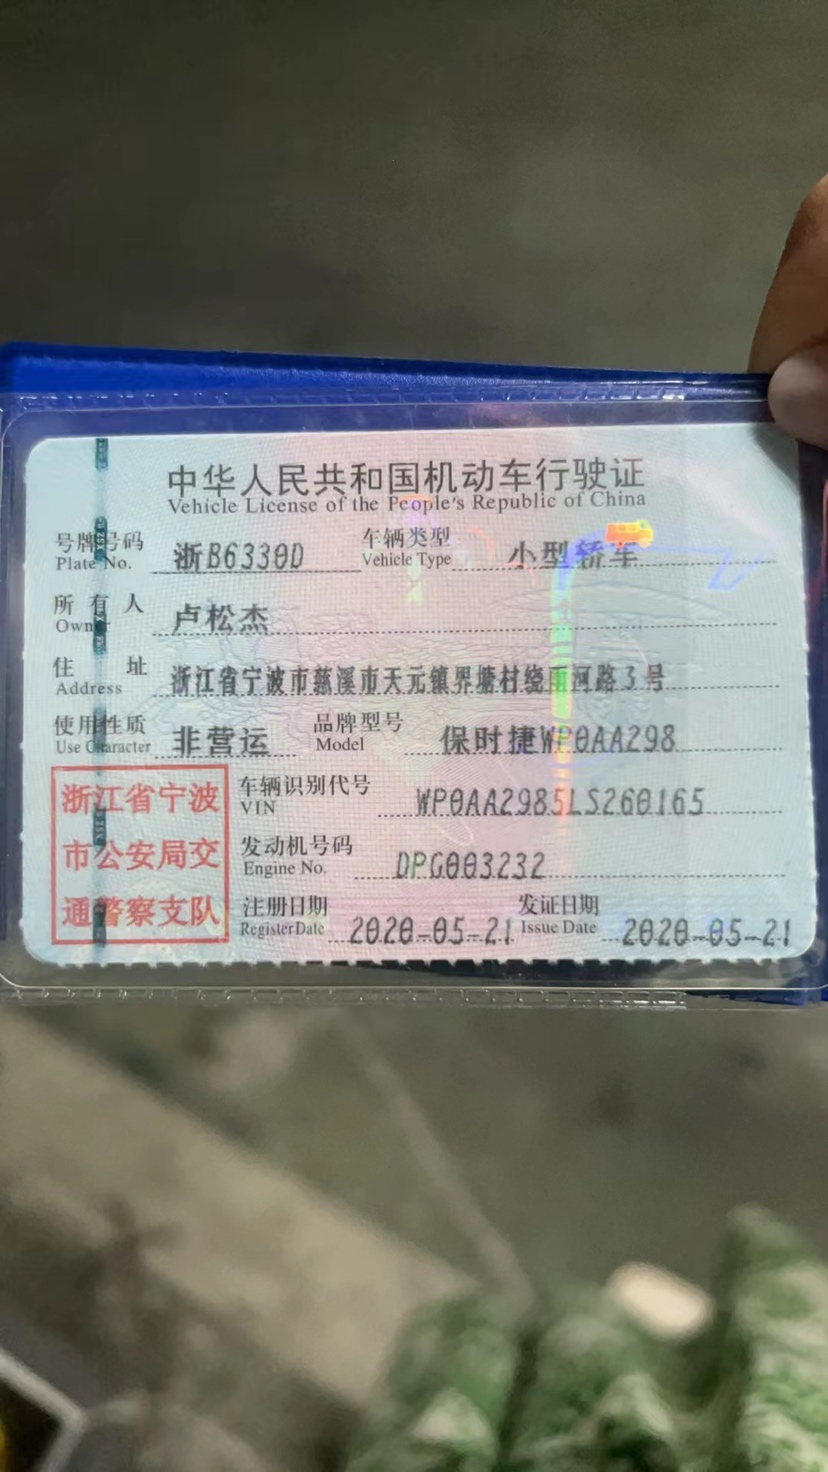 中华人民共和国机动车行驶证
Vehicle License of the People's Republic of China
号牌号码 浙B6330D 车辆类型 小型轿车
Plate No. Vehicle Type
所有人 卢松杰
Owner
住址 浙江省宁波市慈溪市天元镇界塘村绕雨河路3号
Address
使用性质 非营运 品牌型号 保时捷WP0AA298
Use Character Model
浙江省宁波
市公安局交
通警察支队
车辆识别代号 WP0AA2985LS260165
VIN
发动机号码 DPG003232
Engine No.
注册日期 2020-05-21 发证日期 2020-05-21
Register Date Issue Date